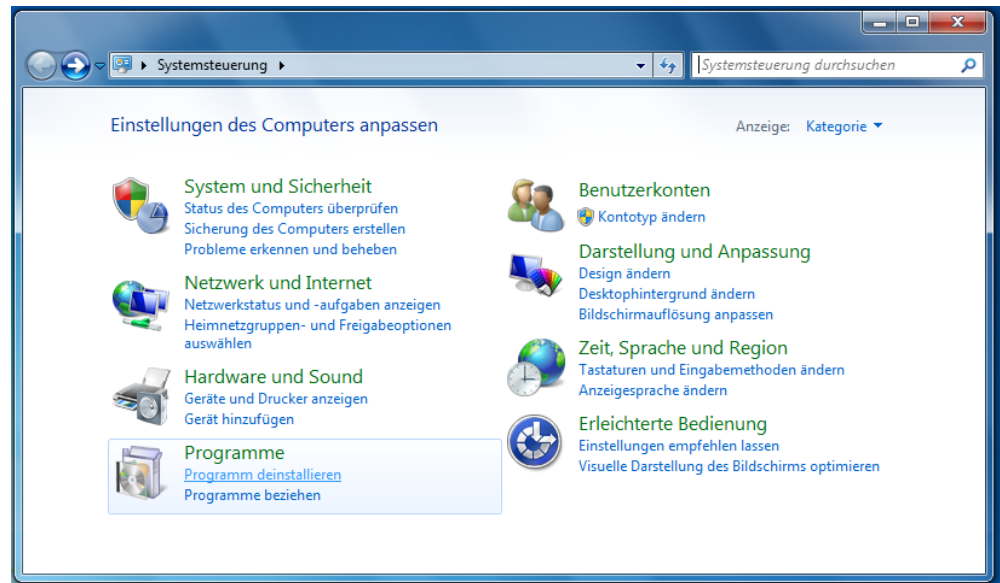 Systemsteuerung
Systemsteuerung durchsuchen
Einstellungen des Computers anpassen
Anzeige: Kategorie
System und Sicherheit
Status des Computers überprüfen
Sicherung des Computers erstellen
Probleme erkennen und beheben
Netzwerk und Internet
Netzwerkstatus und -aufgaben anzeigen
Heimnetzgruppen- und Freigabeoptionen
auswählen
Hardware und Sound
Geräte und Drucker anzeigen
Gerät hinzufügen
Programme
Programm deinstallieren
Programme beziehen
Benutzerkonten
Kontotyp ändern
Darstellung und Anpassung
Design ändern
Desktophintergrund ändern
Bildschirmauflösung anpassen
Zeit, Sprache und Region
Tastaturen und Eingabemethoden ändern
Anzeigesprache ändern
Erleichterte Bedienung
Einstellungen empfehlen lassen
Visuelle Darstellung des Bildschirms optimieren